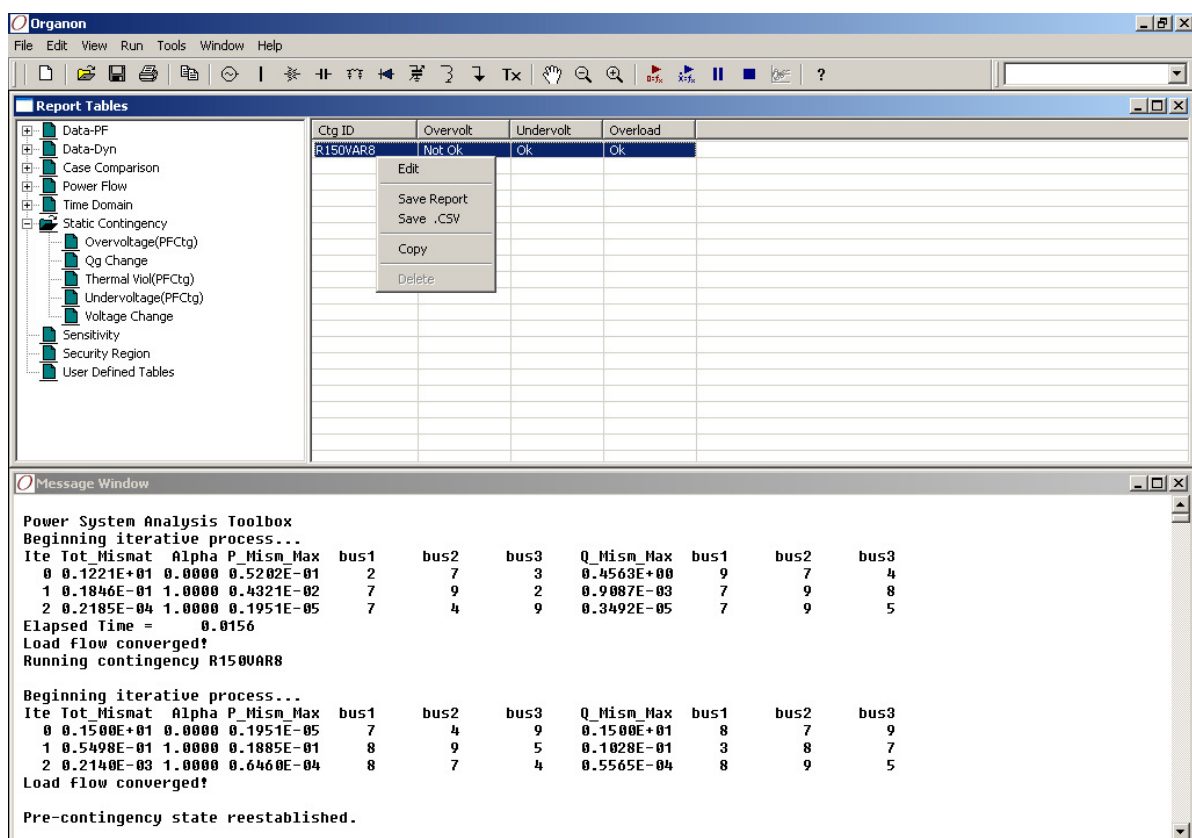 Organon
File Edit View Run Tools Window Help
Tx ?
Report Tables
Data-PF
Data-Dyn
Case Comparison
Power Flow
Time Domain
Static Contingency
Overvoltage(PFCtg)
Qg Change
Thermal Viol(PFCtg)
Undervoltage(PFCtg)
Voltage Change
Sensitivity
Security Region
User Defined Tables
Ctg ID Overvolt Undervolt Overload
R150VAR8 Not Ok Ok Ok
Edit
Save Report
Save .CSV
Copy
Delete
Message Window
Power System Analysis Toolbox
Beginning iterative process...
Ite Tot_Mismat Alpha P_Mism_Max bus1 bus2 bus3 Q_Mism_Max bus1 bus2 bus3
0 0.1221E+01 0.0000 0.5202E-01 2 7 3 0.4563E+00 9 7 4
1 0.1846E-01 1.0000 0.4321E-02 7 9 2 0.9087E-03 7 9 8
2 0.2185E-04 1.0000 0.1951E-05 7 4 9 0.3492E-05 7 9 5
Elapsed Time = 0.0156
Load flow converged!
Running contingency R150VAR8
Beginning iterative process...
Ite Tot_Mismat Alpha P_Mism_Max bus1 bus2 bus3 Q_Mism_Max bus1 bus2 bus3
0 0.1500E+01 0.0000 0.1951E-05 7 4 9 0.1500E+01 8 7 9
1 0.5498E-01 1.0000 0.1885E-01 8 9 5 0.1028E-01 3 8 7
2 0.2140E-03 1.0000 0.6460E-04 8 7 4 0.5565E-04 8 9 5
Load flow converged!
Pre-contingency state reestablished.